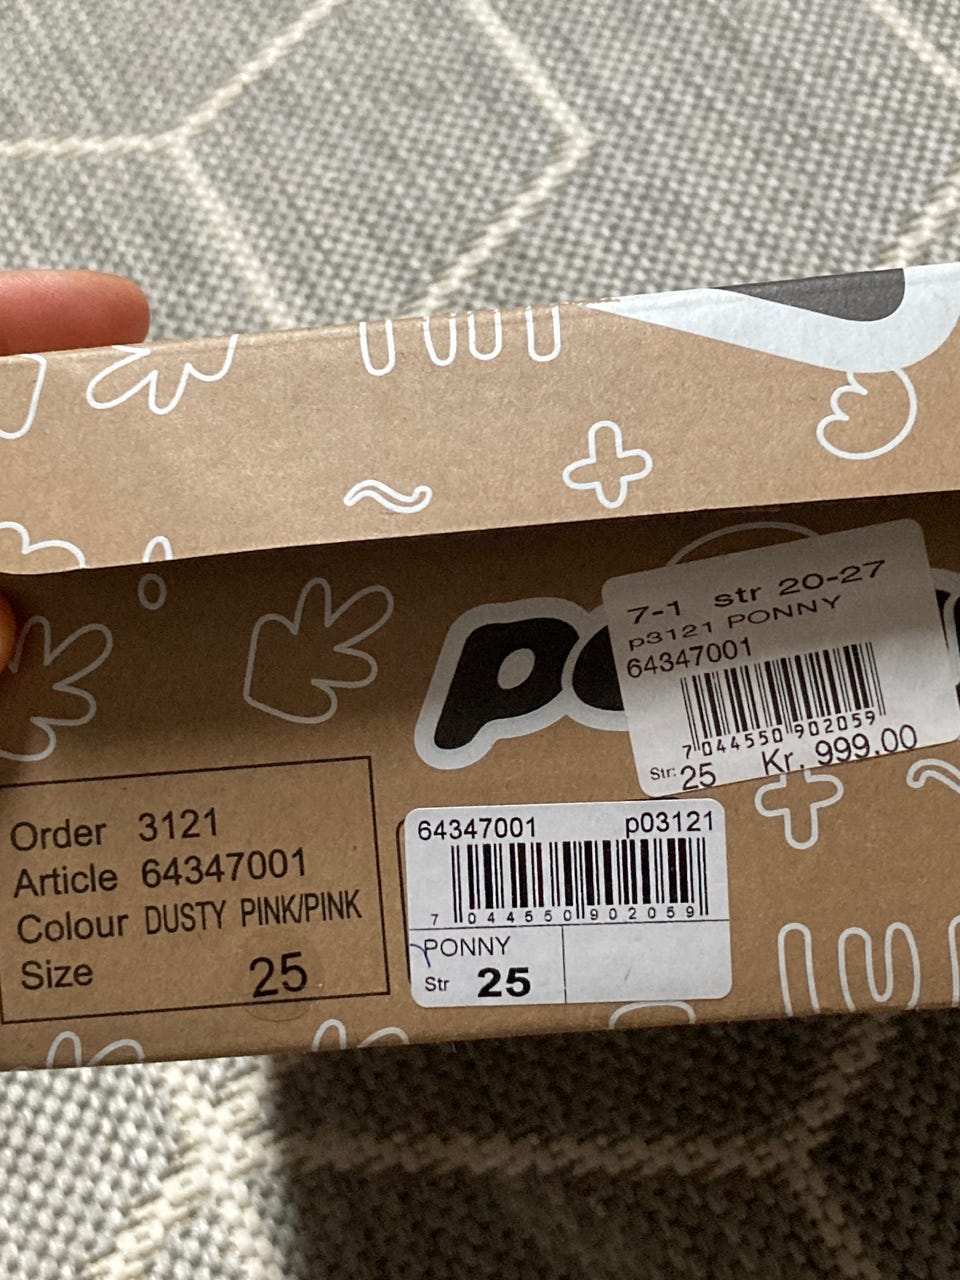 7-1 str 20-27
p3121 PONNY
64347001
7 044550 902059
Str: 25 Kr. 999.00
Order 3121
Article 64347001
Colour DUSTY PINK/PINK
Size 25
64347001 p03121
7 044550 902059
PONNY
Str 25